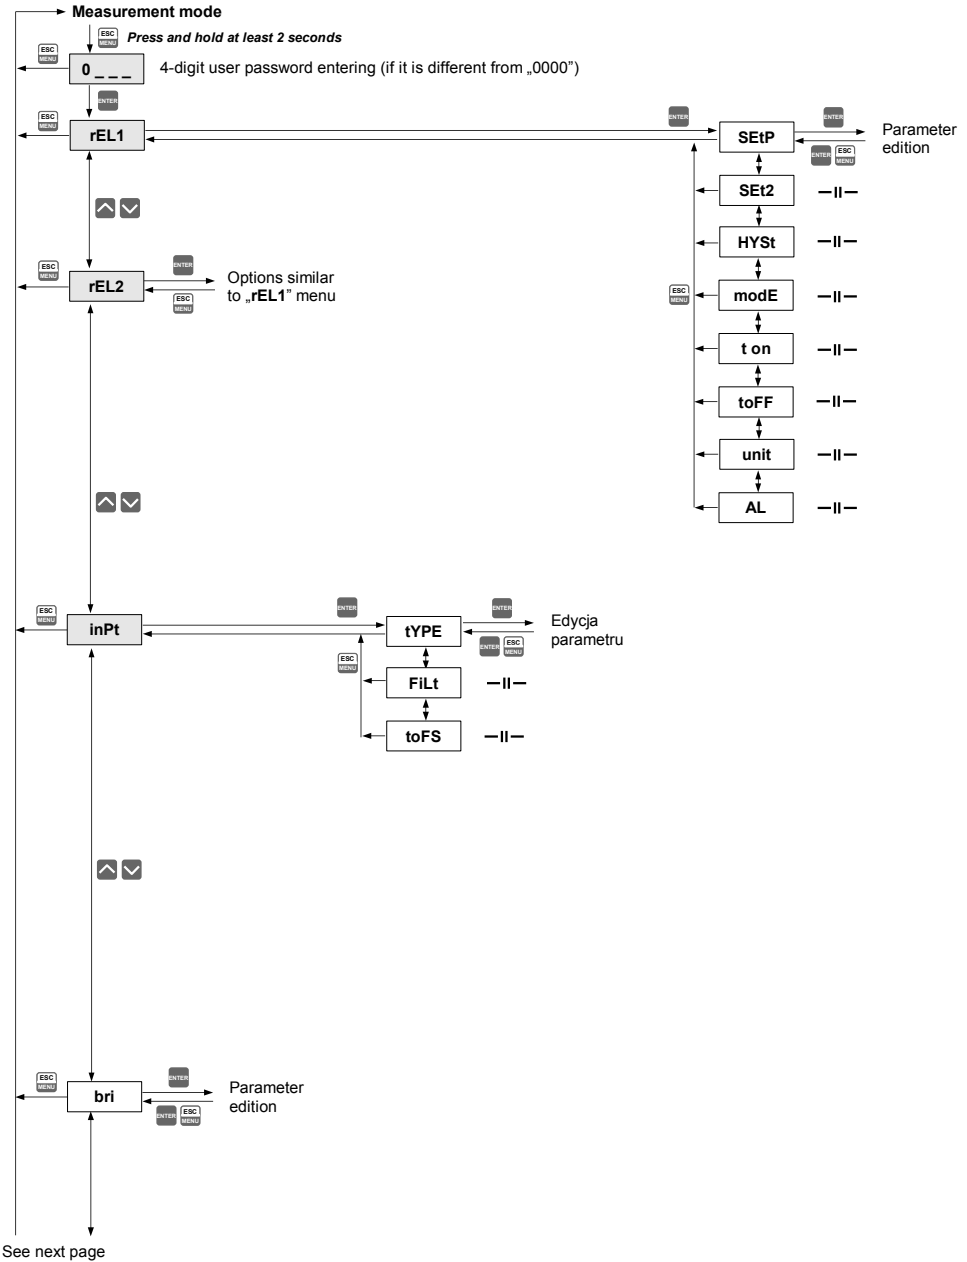 Measurement mode
ESC
MENU
Press and hold at least 2 seconds
ESC
MENU
0 _ _ _
4-digit user password entering (if it is different from „0000”)
ENTER
ESC
MENU
rEL1
ENTER
SEtP
ENTER
ENTER
ESC
MENU
Parameter
edition
SEt2
—II—
HYSt
—II—
ESC
MENU
modE
—II—
t on
—II—
toFF
—II—
unit
—II—
AL
—II—
ESC
MENU
rEL2
ENTER
ESC
MENU
Options similar
to „rEL1” menu
ESC
MENU
inPt
ENTER
tYPE
ENTER
ENTER
ESC
MENU
Edycja
parametru
ESC
MENU
FiLt
—II—
toFS
—II—
ESC
MENU
bri
ENTER
ENTER
ESC
MENU
Parameter
edition
See next page